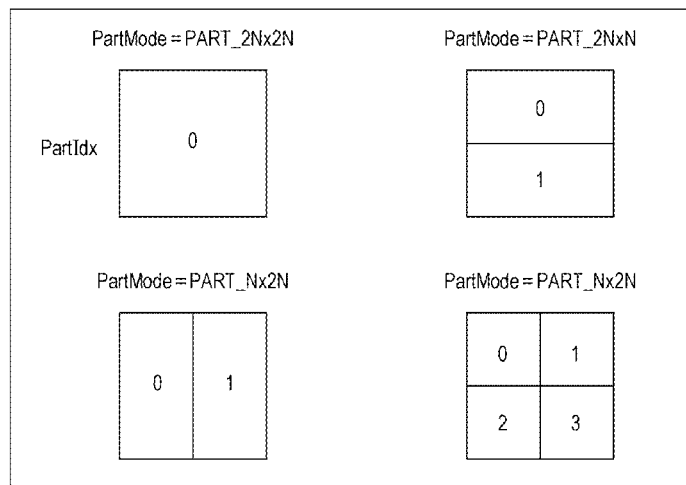 PartMode = PART_2Nx2N
PartMode = PART_2NxN
PartIdx
0
0
1
PartMode = PART_Nx2N
PartMode = PART_Nx2N
0 1
0 1
2 3